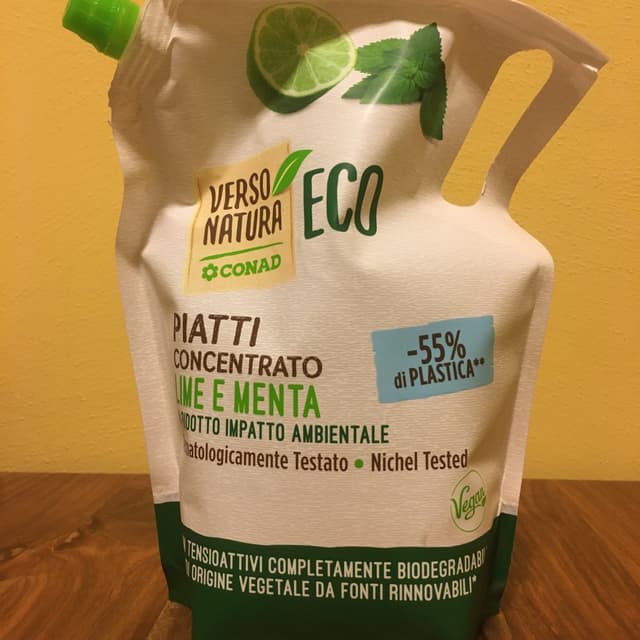 VERSO
NATURA
CONAD
ECO
PIATTI
CONCENTRATO
LIME E MENTA
-55%
di PLASTICA**
IMPATTO AMBIENTALE
Testato • Nichel Tested
Vegan
TENSIOATTIVI COMPLETAMENTE
ORIGINE VEGETALE DA FONTI RINNOVABILI*